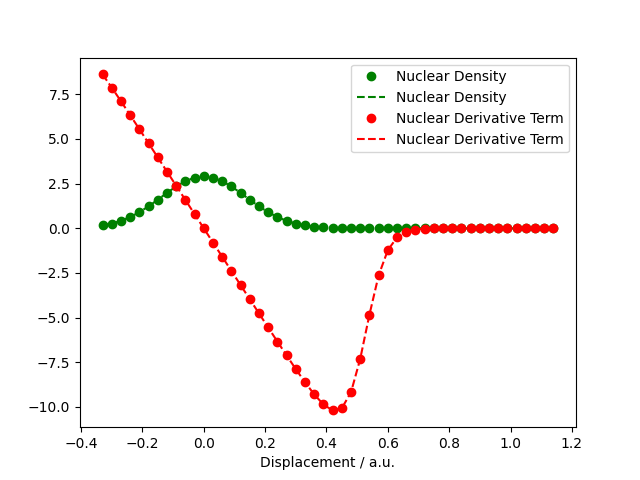 Nuclear Density
Nuclear Density
Nuclear Derivative Term
Nuclear Derivative Term
7.5
5.0
2.5
0.0
−2.5
−5.0
−7.5
−10.0
−0.4 −0.2 0.0 0.2 0.4 0.6 0.8 1.0 1.2
Displacement / a.u.